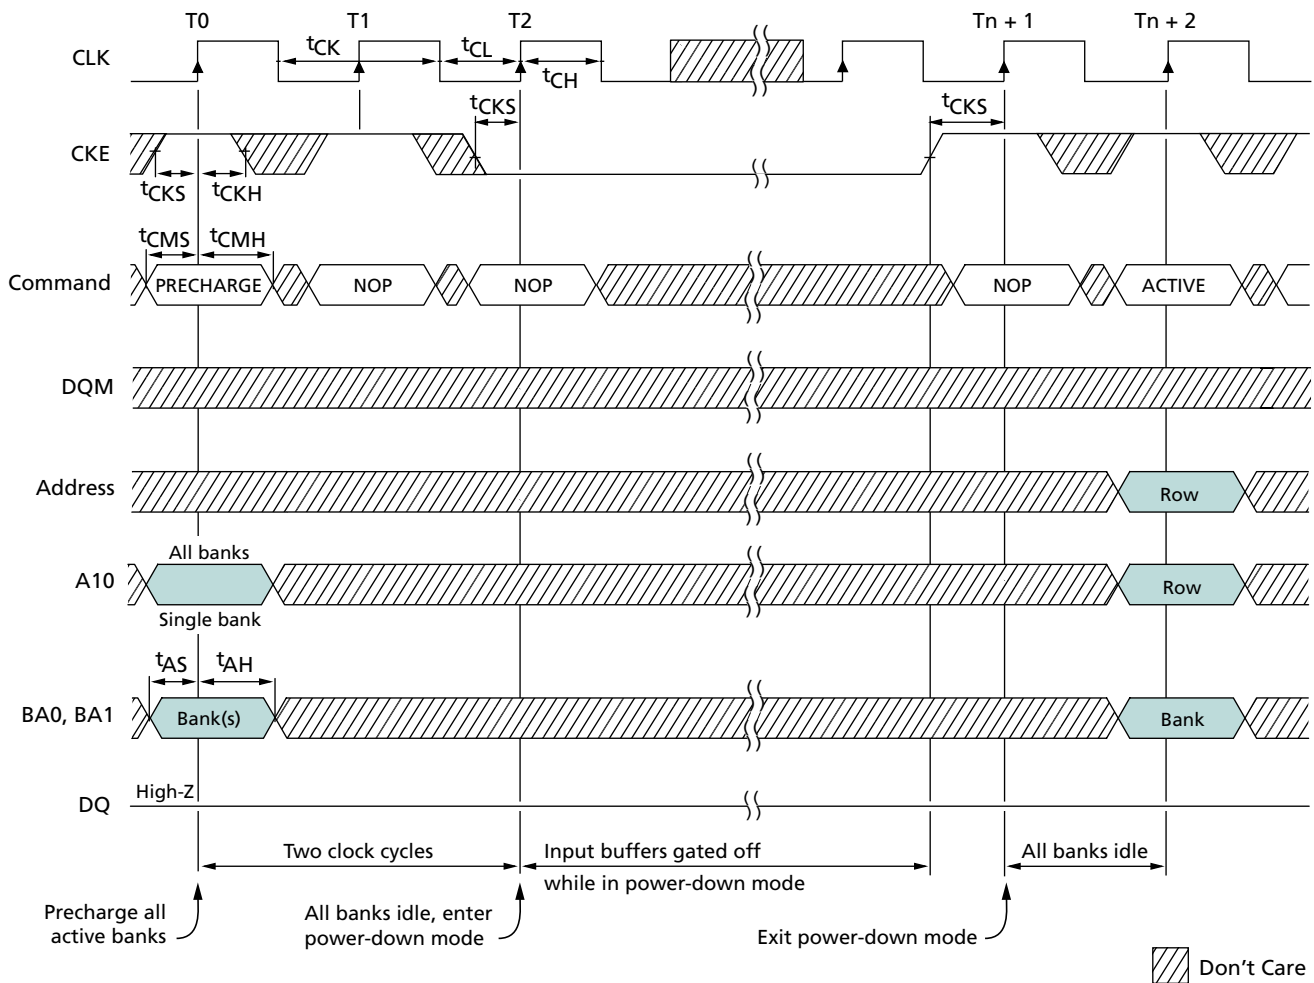 T0 T1 T2 Tn + 1 Tn + 2
CLK
tCK tCL
tCH
tCKS tCKS
CKE
tCKS tCKH
tCMS tCMH
Command PRECHARGE NOP NOP NOP ACTIVE
DQM
Address Row
All banks
A10 Row
Single bank
tAS tAH
BA0, BA1 Bank(s) Bank
High-Z
DQ
Two clock cycles
Input buffers gated off
while in power-down mode
All banks idle
Precharge all
active banks
All banks idle, enter
power-down mode
Exit power-down mode
Don't Care